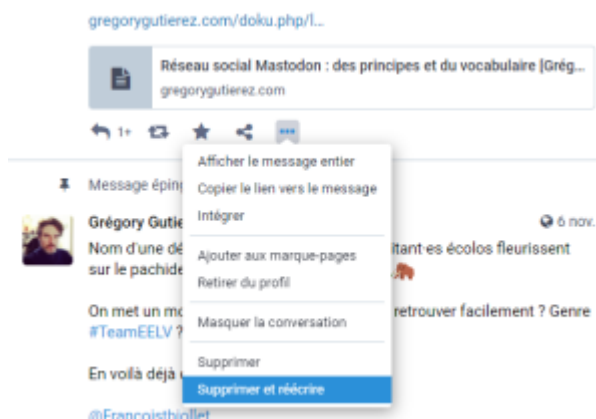 gregorygutierez.com/doku.php/l...
Réseau social Mastodon : des principes et du vocabulaire [Grég...
gregorygutierez.com
1+
Afficher le message entier
Message éping
Copier le lien vers le message
Intégrer
Grégory Gutie
6 nov.
Nom d'une dé
itant·es écolos fleurissent
Ajouter aux marque-pages
sur le pachide
Retirer du profil
On met un mo
retrouver facilement ? Genre
Masquer la conversation
#TeamEELV ?
Supprimer
En voilà déjà
Supprimer et réécrire
@Francoisthiollet